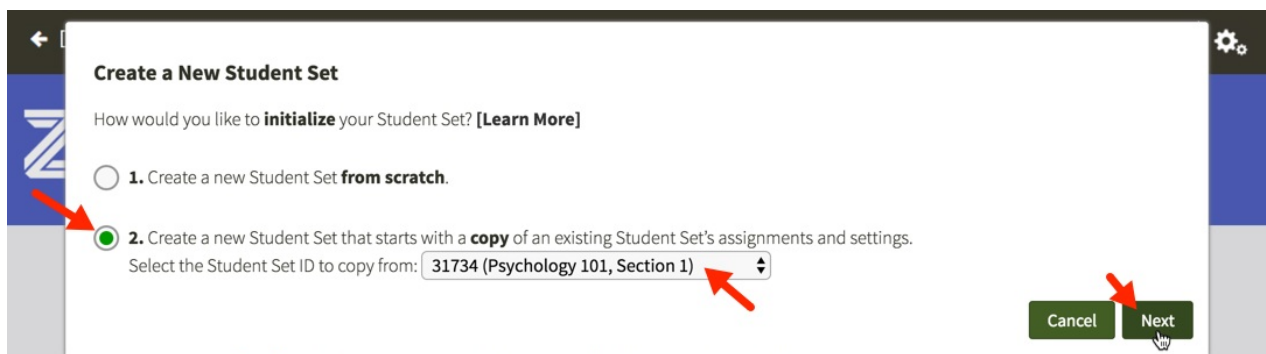 Create a New Student Set
How would you like to initialize your Student Set? [Learn More]
1. Create a new Student Set from scratch.
2. Create a new Student Set that starts with a copy of an existing Student Set's assignments and settings.
Select the Student Set ID to copy from: 31734 (Psychology 101, Section 1)
Cancel Next